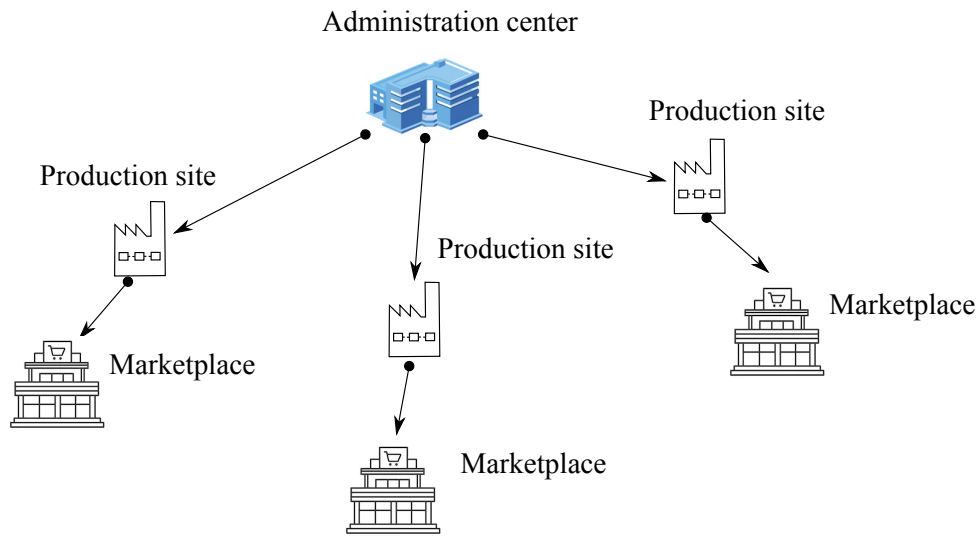 Administration center
Production site
Production site
Production site
Marketplace
Marketplace
Marketplace